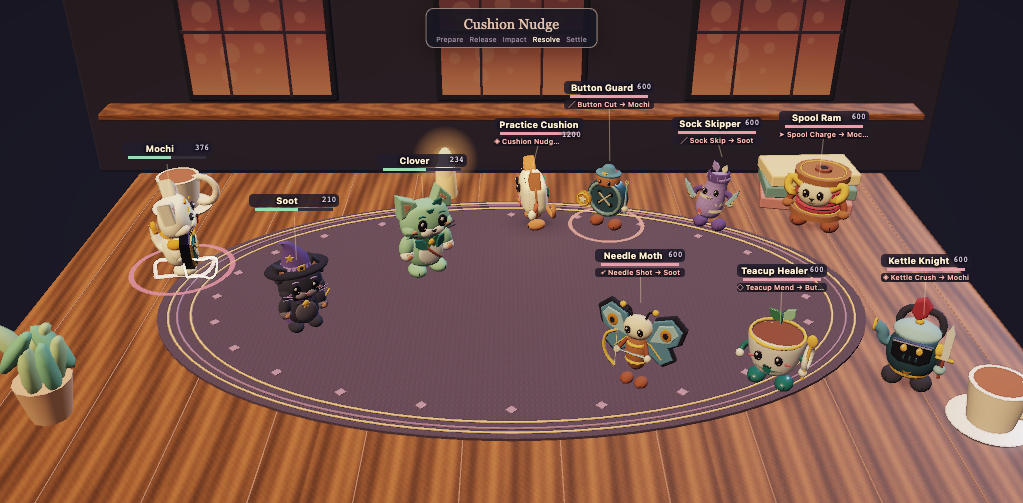 Cushion Nudge
Prepare Release Impact Resolve Settle
Button Guard 600
Button Cut → Mochi
Practice Cushion
1200
Cushion Nudg...
Sock Skipper 600
Sock Skip → Soot
Spool Ram 600
Spool Charge → Moc...
Mochi 376
Clover 234
Soot 210
Needle Moth 600
Needle Shot → Soot
Teacup Healer 600
Teacup Mend → But...
Kettle Knight 600
Kettle Crush → Mochi